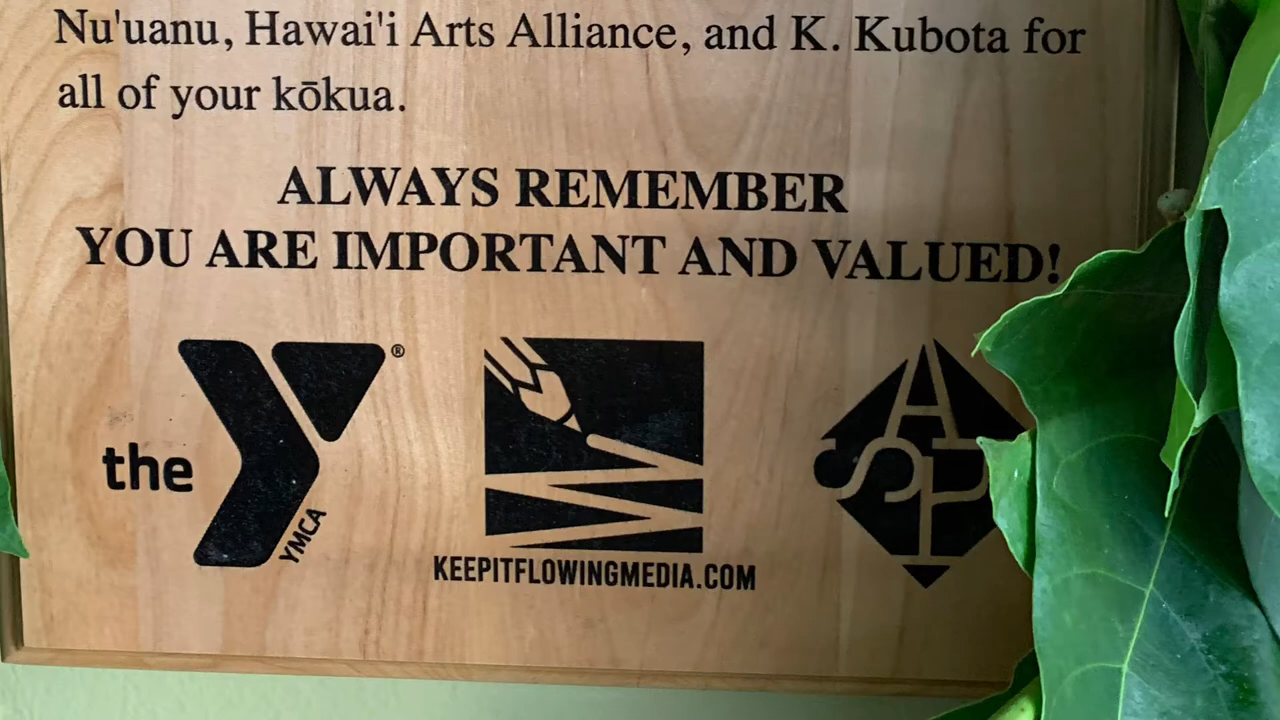 Nu'uanu, Hawai'i Arts Alliance, and K. Kubota for
all of your kōkua.
ALWAYS REMEMBER
YOU ARE IMPORTANT AND VALUED!
the Y®
YMCA
KEEPITFLOWINGMEDIA.COM
ASP